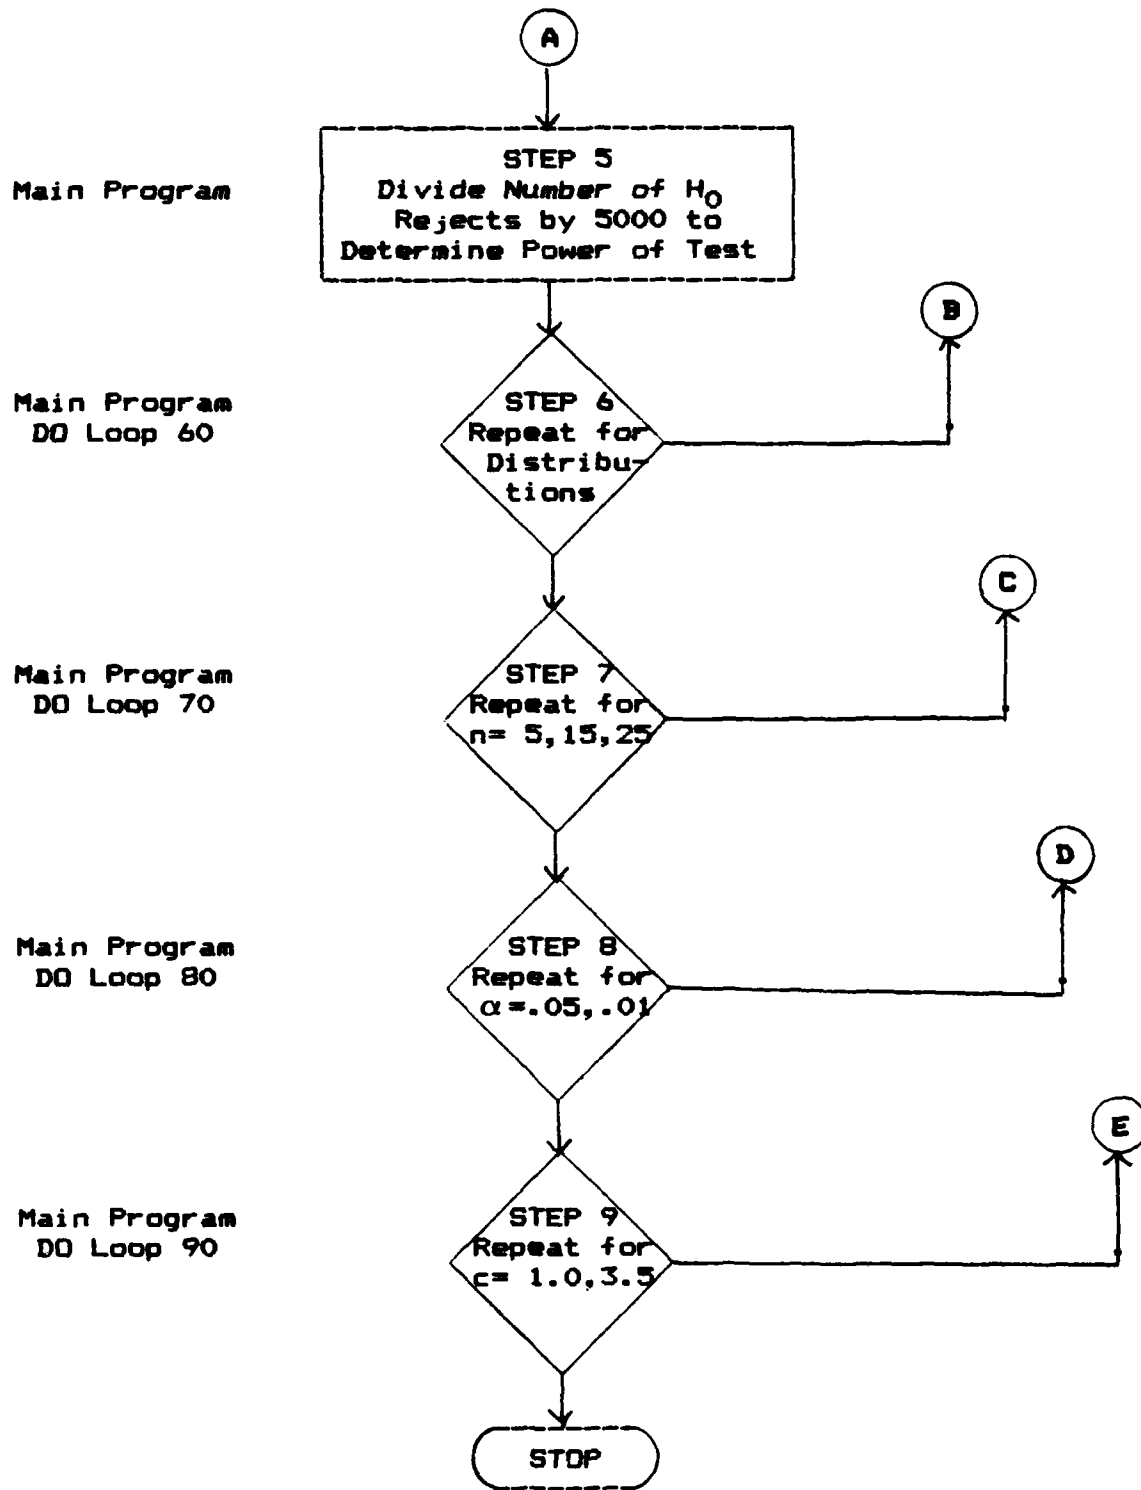 A
Main Program
STEP 5
Divide Number of H0
Rejects by 5000 to
Determine Power of Test
B
Main Program
DO Loop 60
STEP 6
Repeat for
Distribu-
tions
C
Main Program
DO Loop 70
STEP 7
Repeat for
n= 5,15,25
D
Main Program
DO Loop 80
STEP 8
Repeat for
α=.05,.01
E
Main Program
DO Loop 90
STEP 9
Repeat for
c= 1.0,3.5
STOP